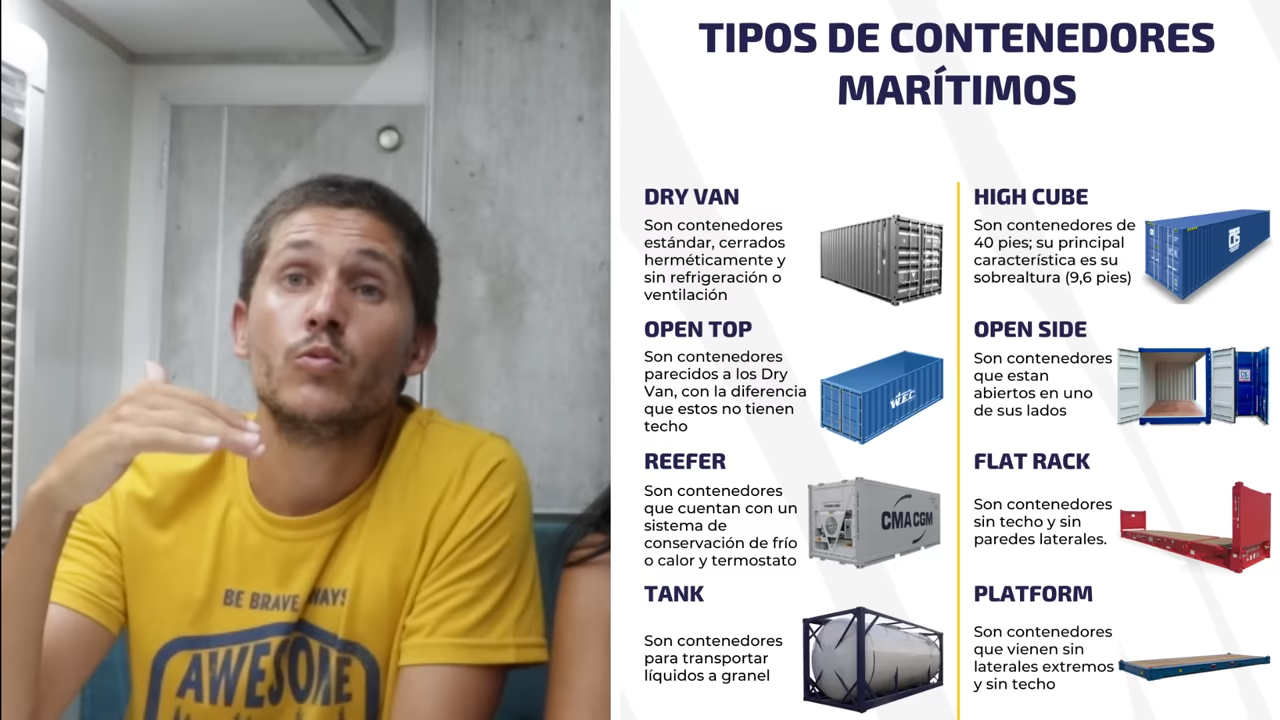 TIPOS DE CONTENEDORES
MARÍTIMOS
DRY VAN
Son contenedores
estándar, cerrados
herméticamente y
sin refrigeración o
ventilación
OPEN TOP
Son contenedores
parecidos a los Dry
Van, con la diferencia
que estos no tienen
techo
WEC
REEFER
Son contenedores
que cuentan con un
sistema de
conservación de frío
o calor y termostato
CMA CGM
TANK
Son contenedores
para transportar
líquidos a granel
HIGH CUBE
Son contenedores de
40 pies; su principal
característica es su
sobrealtura (9,6 pies)
OPEN SIDE
Son contenedores
que estan
abiertos en uno
de sus lados
FLAT RACK
Son contenedores
sin techo y sin
paredes laterales.
PLATFORM
Son contenedores
que vienen sin
laterales extremos
y sin techo
BE BRAVE
AWESOME